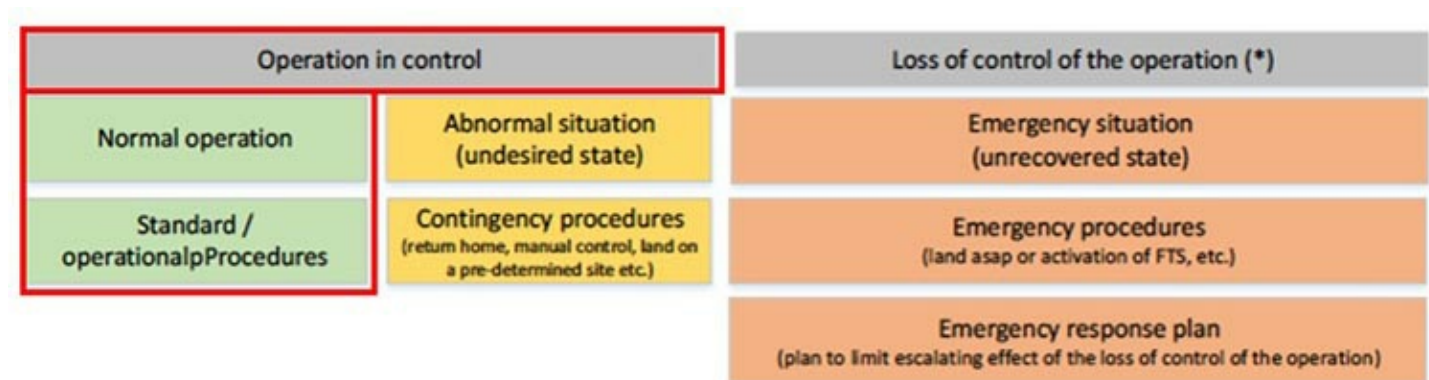 Operation in control
Loss of control of the operation (*)
Normal operation
Abnormal situation
(undesired state)
Emergency situation
(unrecovered state)
Standard /
operationalpProcedures
Contingency procedures
(return home, manual control, land on
a pre-determined site etc.)
Emergency procedures
(land asap or activation of FTS, etc.)
Emergency response plan
(plan to limit escalating effect of the loss of control of the operation)